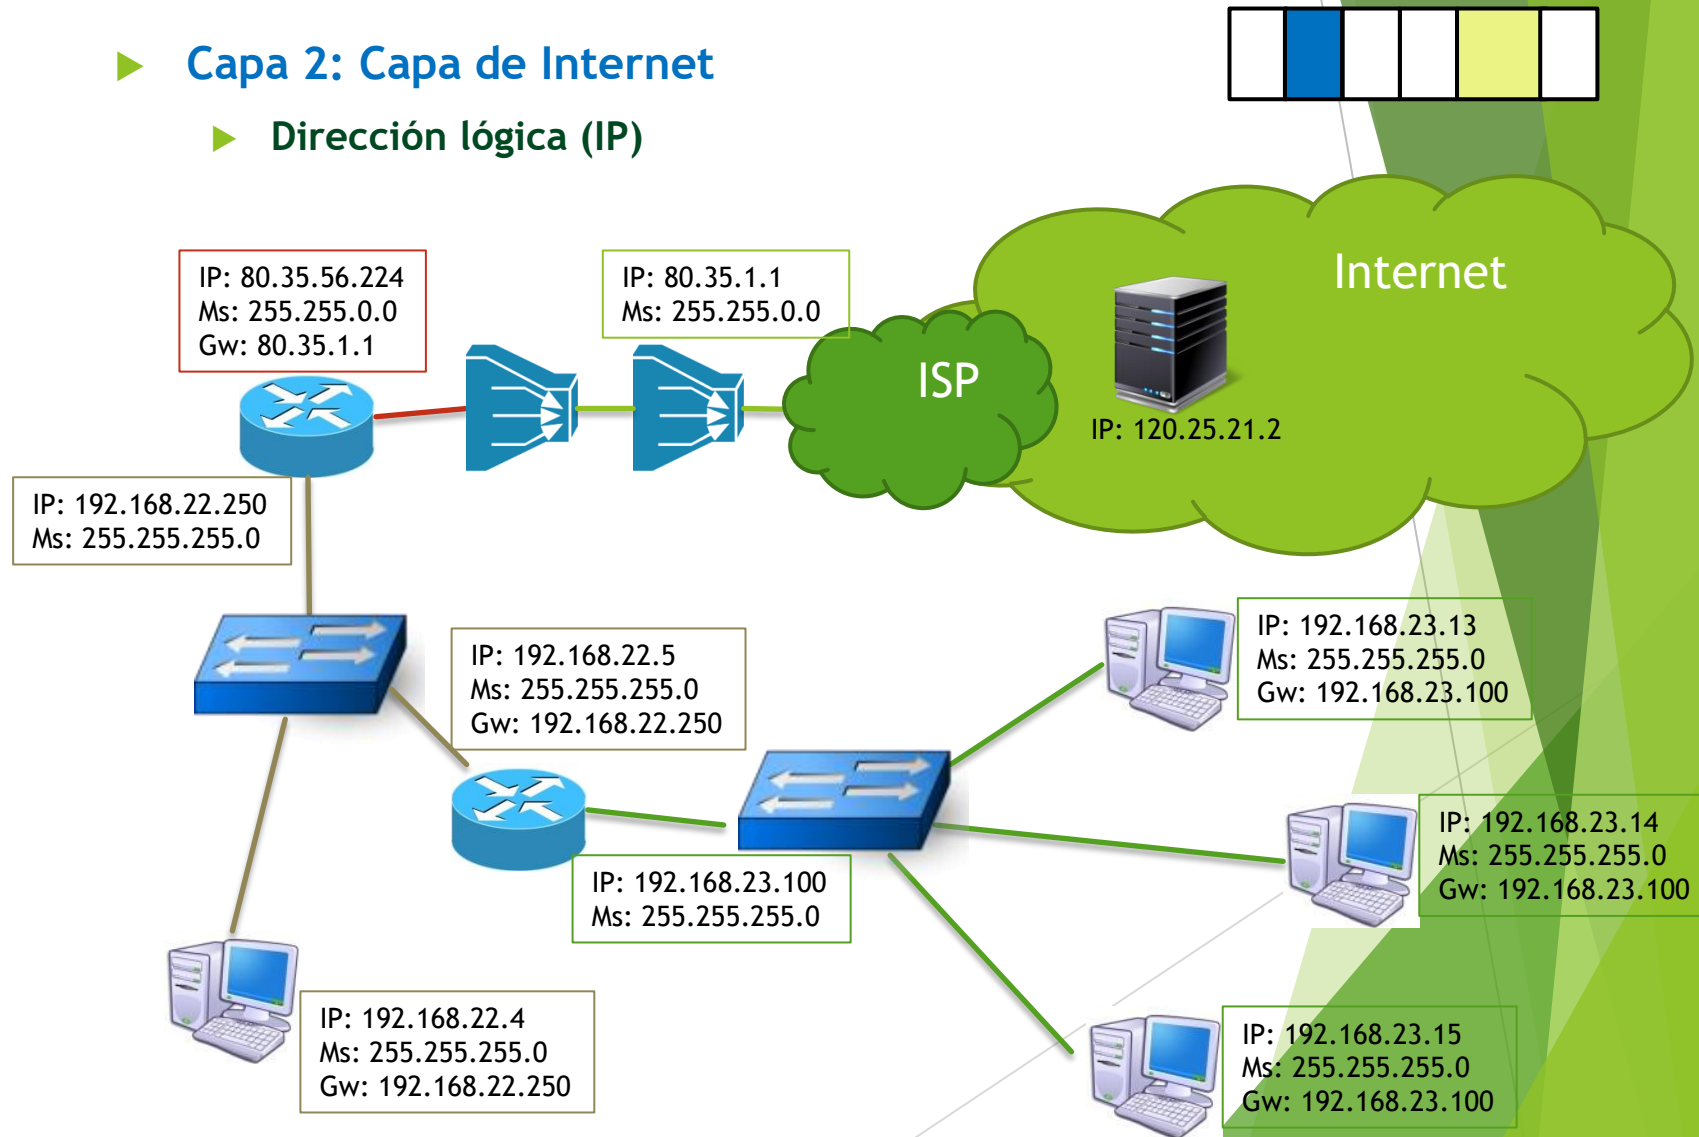 Capa 2: Capa de Internet
Dirección lógica (IP)
IP: 80.35.56.224
Ms: 255.255.0.0
Gw: 80.35.1.1
IP: 80.35.1.1
Ms: 255.255.0.0
Internet
ISP
IP: 120.25.21.2
IP: 192.168.22.250
Ms: 255.255.255.0
IP: 192.168.22.5
Ms: 255.255.255.0
Gw: 192.168.22.250
IP: 192.168.23.13
Ms: 255.255.255.0
Gw: 192.168.23.100
IP: 192.168.23.14
Ms: 255.255.255.0
Gw: 192.168.23.100
IP: 192.168.23.100
Ms: 255.255.255.0
IP: 192.168.22.4
Ms: 255.255.255.0
Gw: 192.168.22.250
IP: 192.168.23.15
Ms: 255.255.255.0
Gw: 192.168.23.100